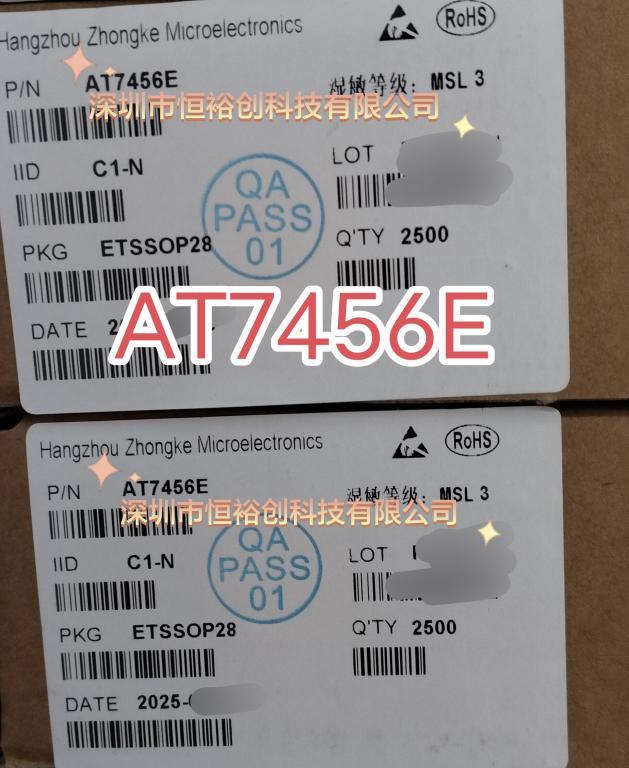 Hangzhou Zhongke Microelectronics
RoHS
P/N AT7456E
湿敏等级: MSL 3
深圳市恒裕创科技有限公司
IID C1-N
LOT
QA
PASS
01
PKG ETSSOP28
Q'TY 2500
DATE
AT7456E
Hangzhou Zhongke Microelectronics
RoHS
P/N AT7456E
湿敏等级: MSL 3
深圳市恒裕创科技有限公司
IID C1-N
LOT
QA
PASS
01
PKG ETSSOP28
Q'TY 2500
DATE 2025-